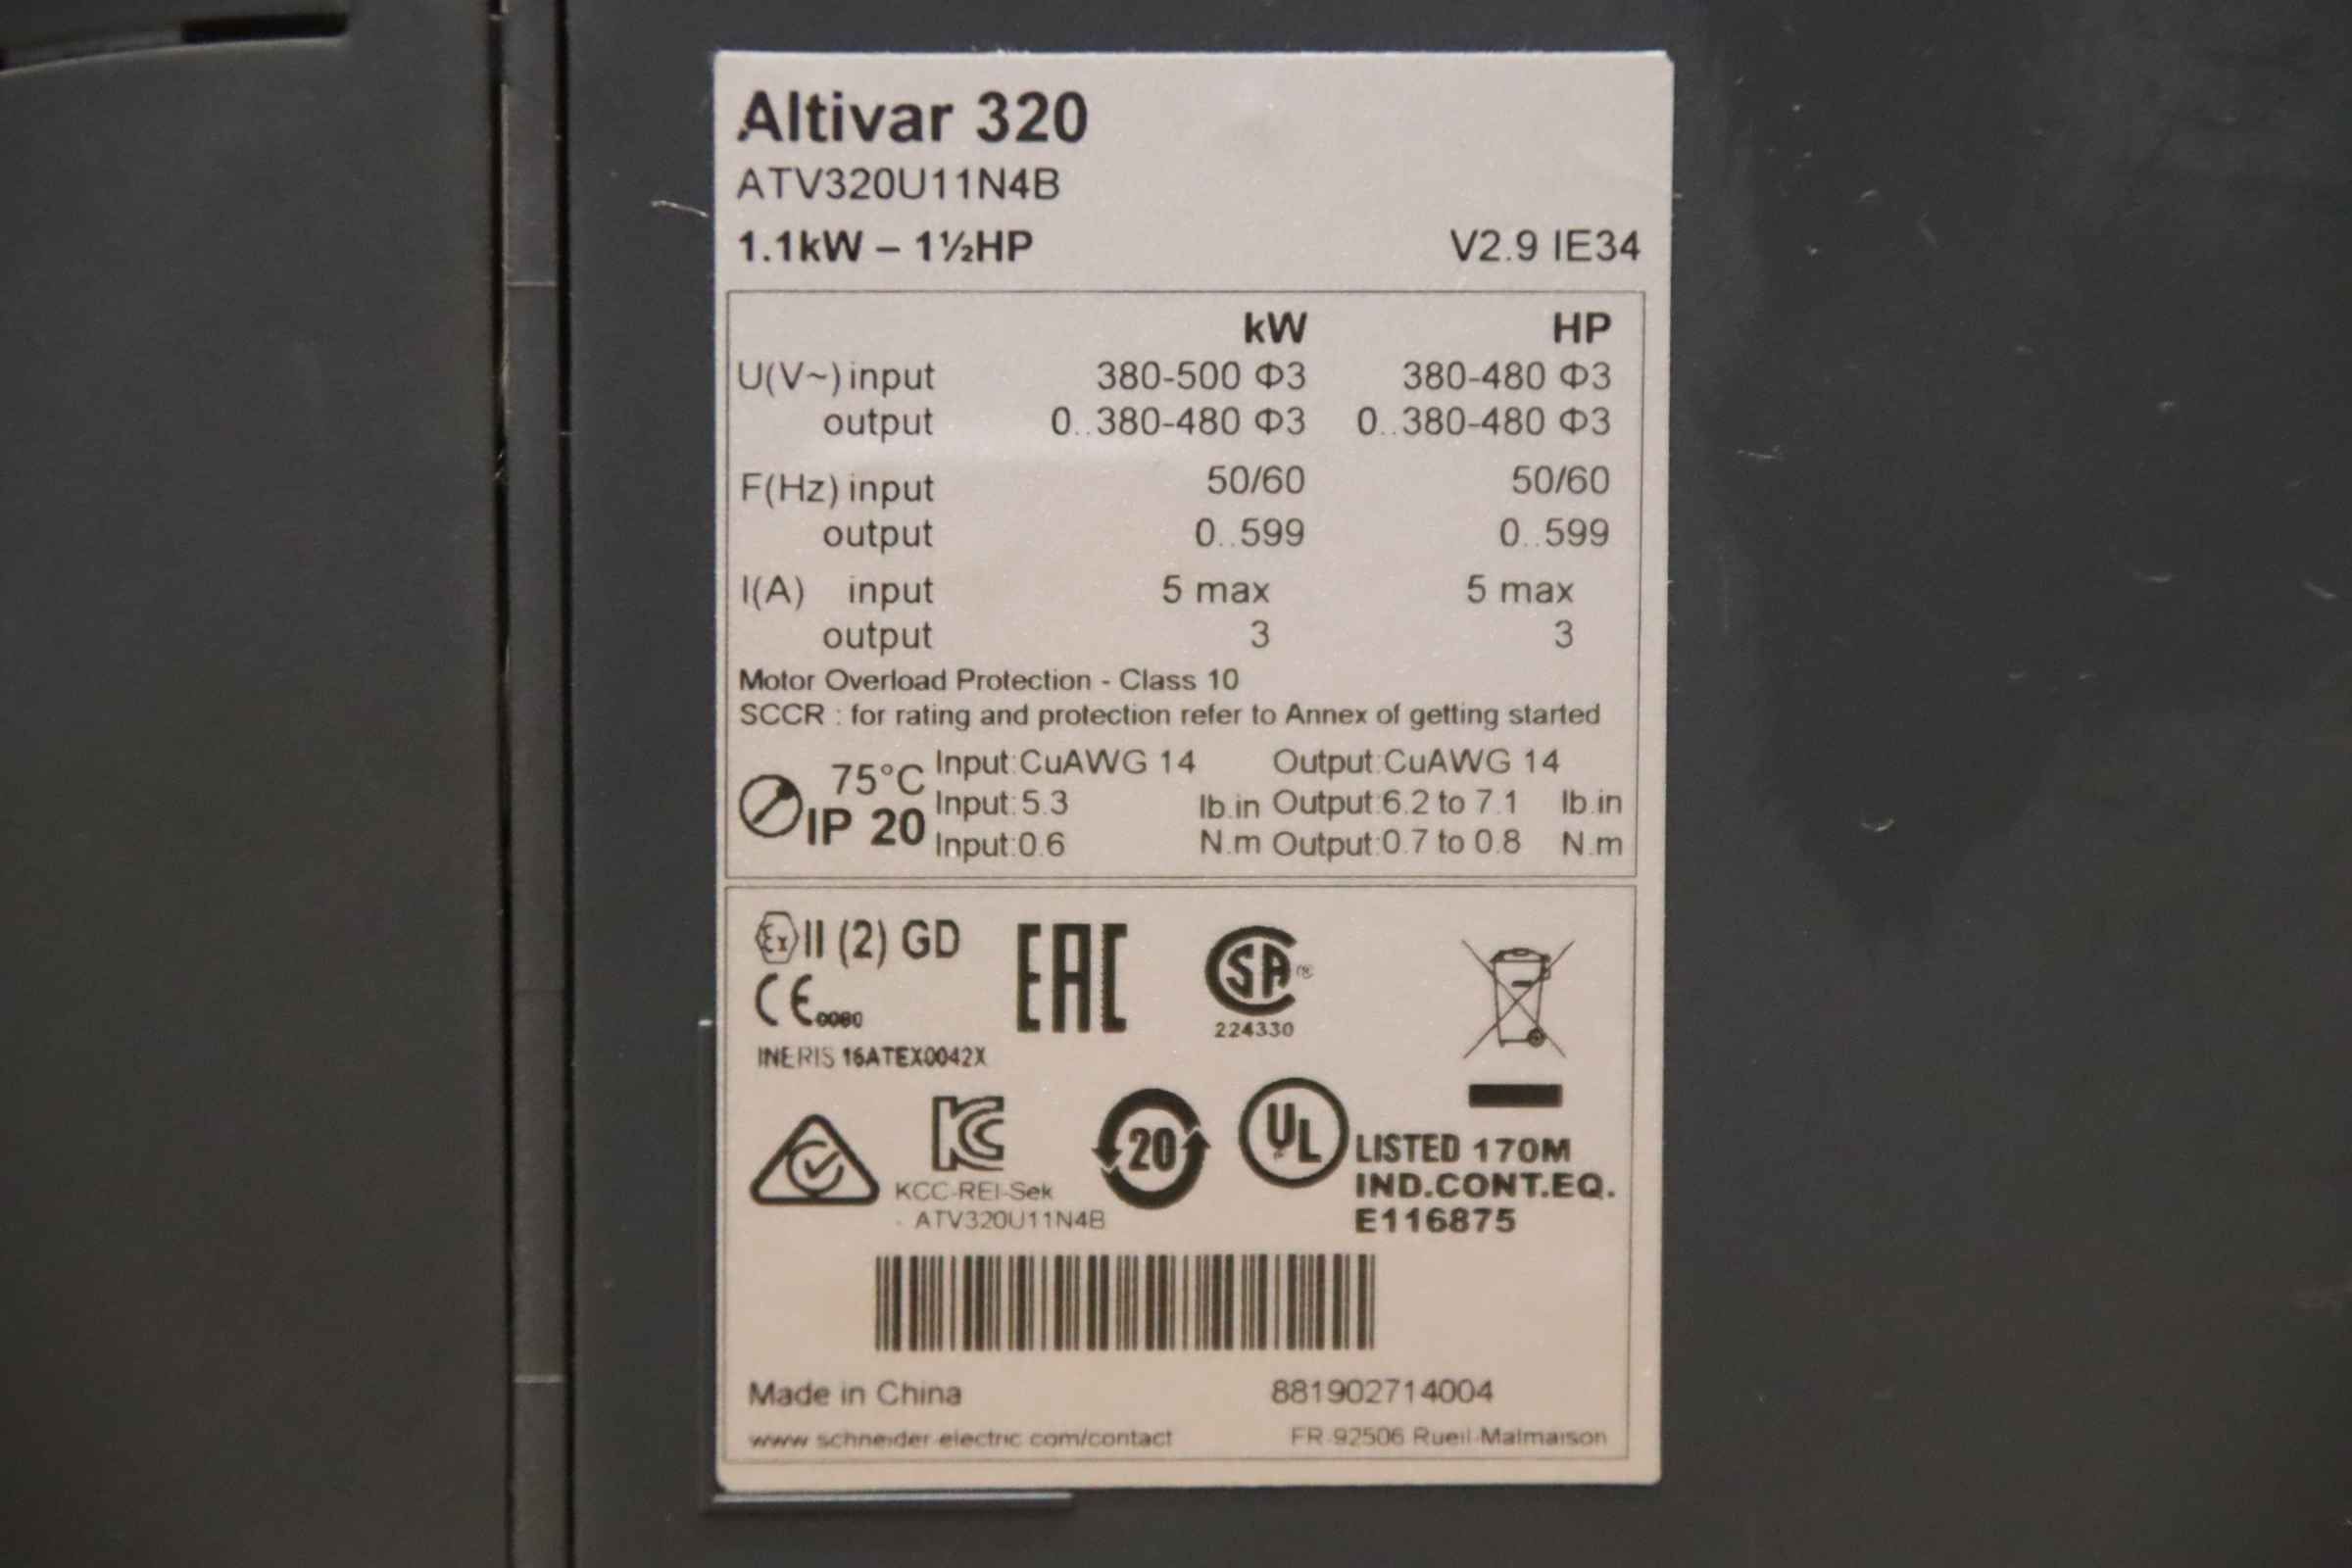 Altivar 320
ATV320U11N4B
1.1kW – 1½HP V2.9 IE34
kW HP
U(V~) input 380-500 Φ3 380-480 Φ3
output 0..380-480 Φ3 0..380-480 Φ3
F(Hz) input 50/60 50/60
output 0..599 0..599
I(A) input 5 max 5 max
output 3 3
Motor Overload Protection - Class 10
SCCR : for rating and protection refer to Annex of getting started
75°C Input:CuAWG 14 Output:CuAWG 14
Input:5.3 lb.in Output:6.2 to 7.1 lb.in
IP 20 Input:0.6 N.m Output:0.7 to 0.8 N.m
Ex II (2) GD EAC CSA ®
CE 0080 224330
INERIS 16ATEX0042X
KC 20 UL LISTED 170M
KCC-REI-Sek IND.CONT.EQ.
- ATV320U11N4B E116875
Made in China 881902714004
www.schneider-electric.com/contact FR-92506 Rueil-Malmaison